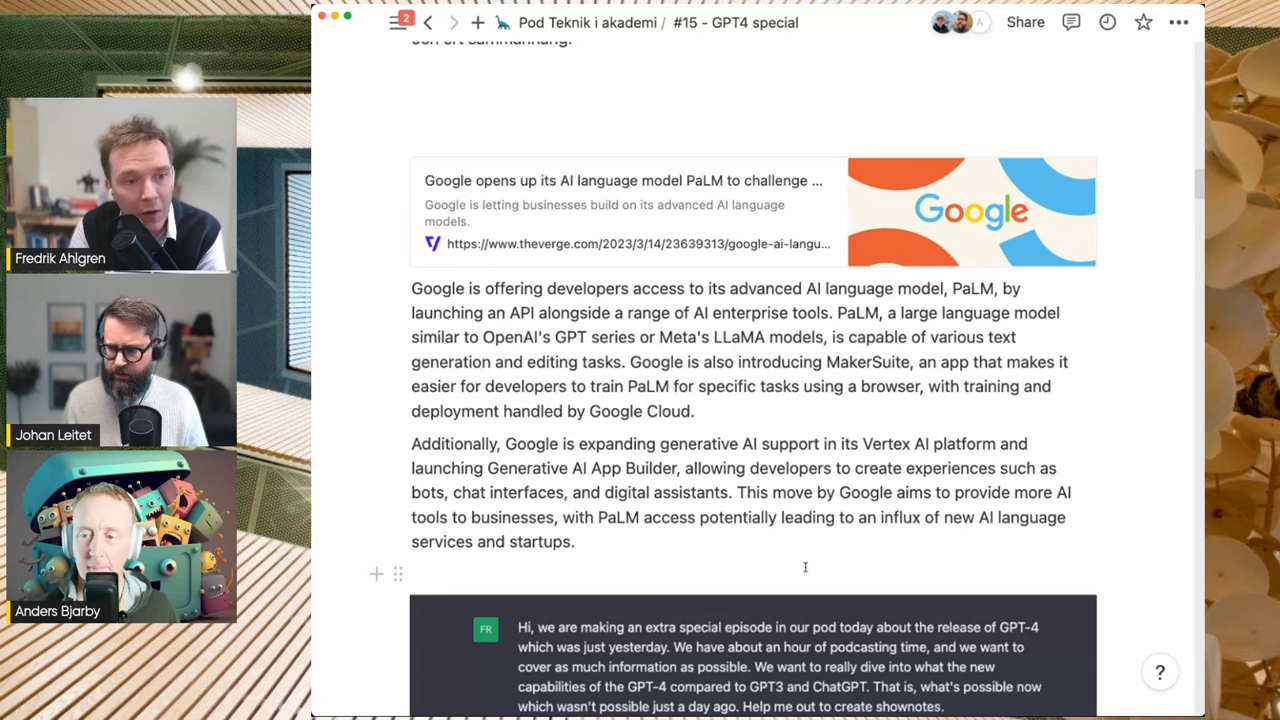 2
Pod Teknik i akademi / #15 - GPT4 special
A
Share
Google opens up its AI language model PaLM to challenge ...
Google is letting businesses build on its advanced AI language
models.
https://www.theverge.com/2023/3/14/23639313/google-ai-langu...
Google
Google is offering developers access to its advanced AI language model, PaLM, by
launching an API alongside a range of AI enterprise tools. PaLM, a large language model
similar to OpenAI's GPT series or Meta's LLaMA models, is capable of various text
generation and editing tasks. Google is also introducing MakerSuite, an app that makes it
easier for developers to train PaLM for specific tasks using a browser, with training and
deployment handled by Google Cloud.
Additionally, Google is expanding generative AI support in its Vertex AI platform and
launching Generative AI App Builder, allowing developers to create experiences such as
bots, chat interfaces, and digital assistants. This move by Google aims to provide more AI
tools to businesses, with PaLM access potentially leading to an influx of new AI language
services and startups.
FR
Hi, we are making an extra special episode in our pod today about the release of GPT-4
which was just yesterday. We have about an hour of podcasting time, and we want to
cover as much information as possible. We want to really dive into what the new
capabilities of the GPT-4 compared to GPT3 and ChatGPT. That is, what's possible now
which wasn't possible just a day ago. Help me out to create shownotes.
?
Fredrik Ahlgren
Johan Leitet
Anders Bjarby